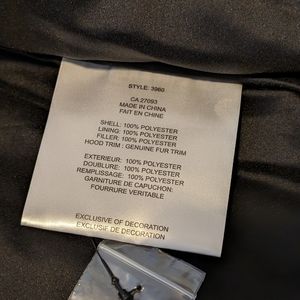 STYLE: 3960
CA 27093
MADE IN CHINA
FAIT EN CHINE
SHELL: 100% POLYESTER
LINING: 100% POLYESTER
FILLER: 100% POLYESTER
HOOD TRIM : GENUINE FUR TRIM
EXTERIEUR: 100% POLYESTER
DOUBLURE: 100% POLYESTER
REMPLISSAGE: 100% POLYESTER
GARNITURE DE CAPUCHON:
FOURRURE VERITABLE
EXCLUSIVE OF DECORATION
EXCLUSIF DE DECORATION